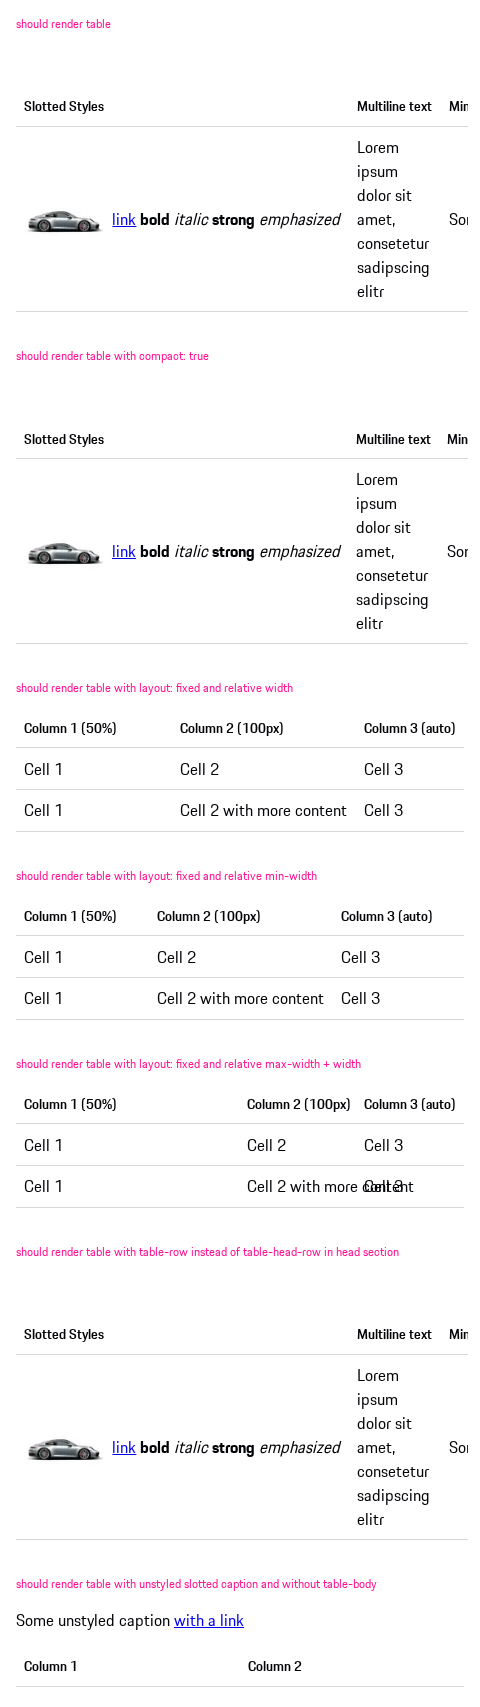 should render table
Slotted Styles Multiline text Min
link bold italic strong emphasized Lorem ipsum dolor sit amet, consetetur sadipscing elitr Sor
should render table with compact: true
Slotted Styles Multiline text Min
link bold italic strong emphasized Lorem ipsum dolor sit amet, consetetur sadipscing elitr Sor
should render table with layout: fixed and relative width
Column 1 (50%) Column 2 (100px) Column 3 (auto)
Cell 1 Cell 2 Cell 3
Cell 1 Cell 2 with more content Cell 3
should render table with layout: fixed and relative min-width
Column 1 (50%) Column 2 (100px) Column 3 (auto)
Cell 1 Cell 2 Cell 3
Cell 1 Cell 2 with more content Cell 3
should render table with layout: fixed and relative max-width + width
Column 1 (50%) Column 2 (100px) Column 3 (auto)
Cell 1 Cell 2 Cell 3
Cell 1 Cell 2 with more content Cell 3
should render table with table-row instead of table-head-row in head section
Slotted Styles Multiline text Min
link bold italic strong emphasized Lorem ipsum dolor sit amet, consetetur sadipscing elitr Sor
should render table with unstyled slotted caption and without table-body
Some unstyled caption with a link
Column 1 Column 2